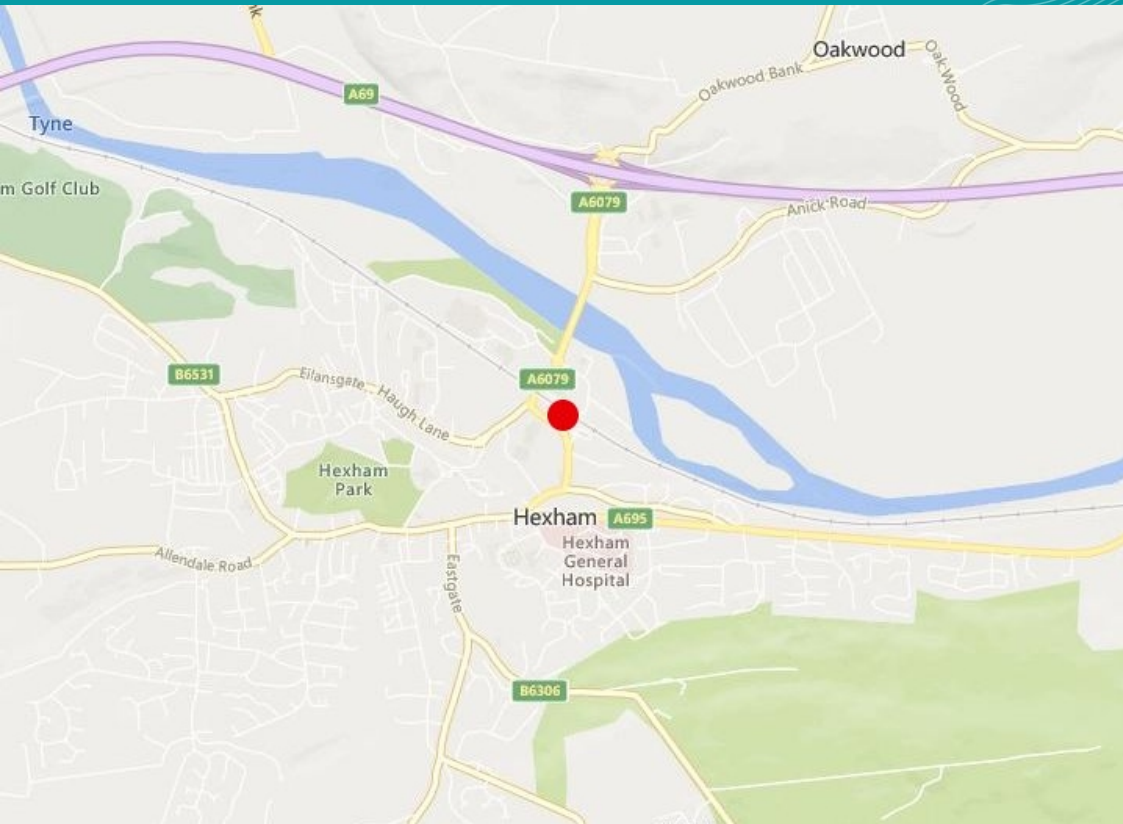 Oakwood
Oakwood Bank
Oak Wood
A69
Tyne
m Golf Club
A6079
Anick Road
B6531
A6079
Eilansgate
Haugh Lane
Hexham
Park
Hexham
A695
Hexham
General
Hospital
Allendale Road
Eastgate
B6306